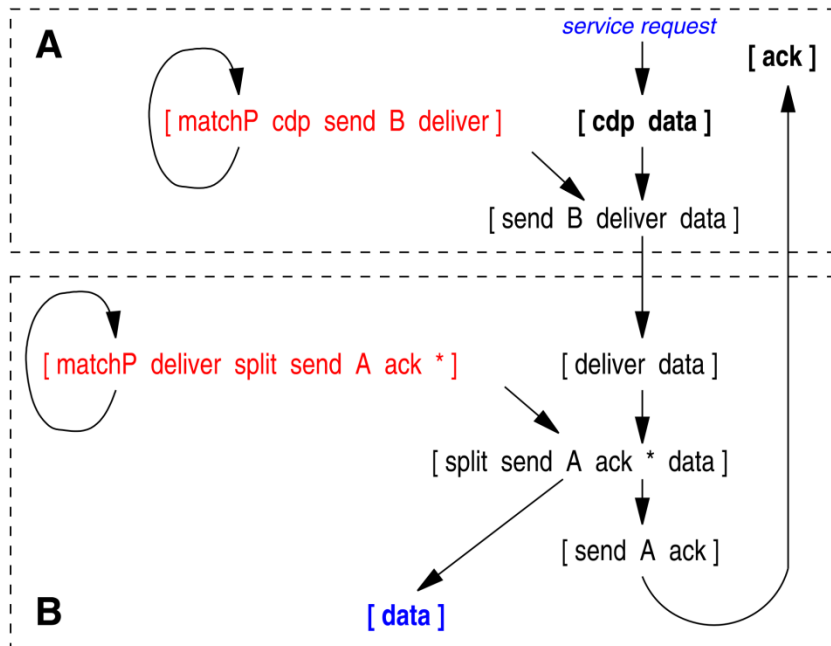 A
service request
[ ack ]
[ matchP cdp send B deliver ]
[ cdp data ]
[ send B deliver data ]
[ matchP deliver split send A ack * ]
[ deliver data ]
[ split send A ack * data ]
[ send A ack ]
B
[ data ]